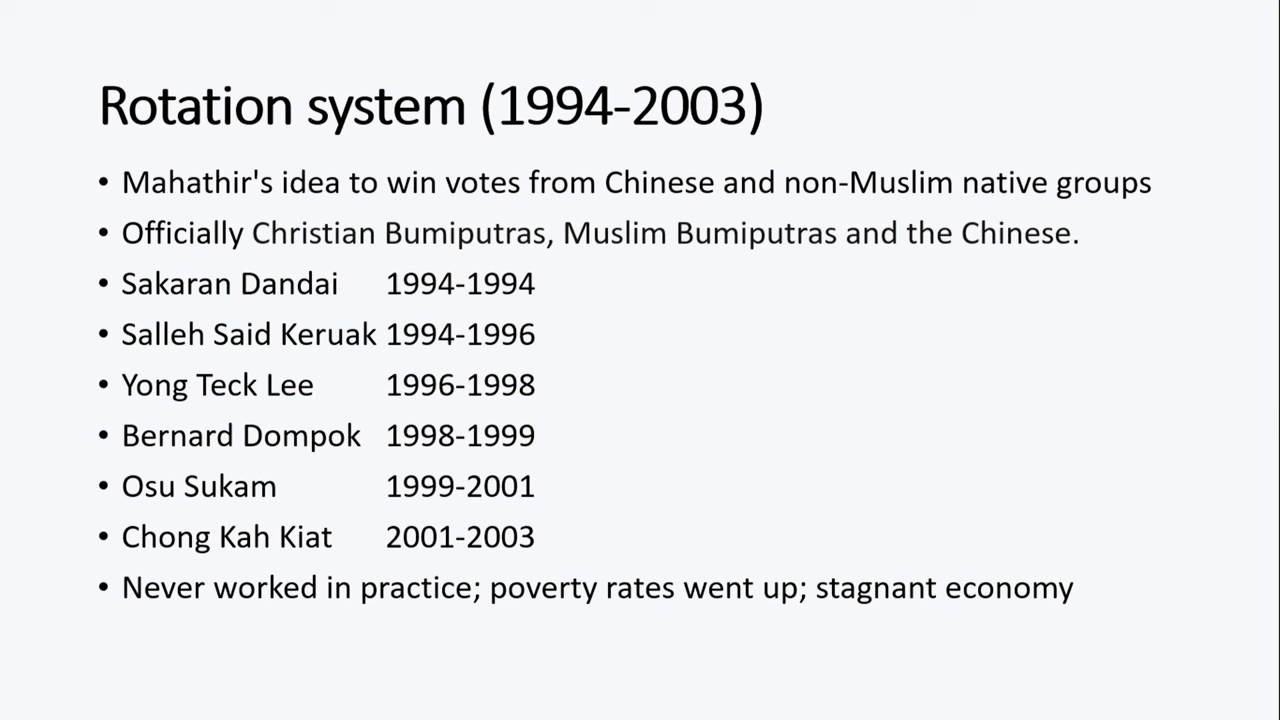 Rotation system (1994-2003)
• Mahathir's idea to win votes from Chinese and non-Muslim native groups
• Officially Christian Bumiputras, Muslim Bumiputras and the Chinese.
• Sakaran Dandai 1994-1994
• Salleh Said Keruak 1994-1996
• Yong Teck Lee 1996-1998
• Bernard Dompok 1998-1999
• Osu Sukam 1999-2001
• Chong Kah Kiat 2001-2003
• Never worked in practice; poverty rates went up; stagnant economy